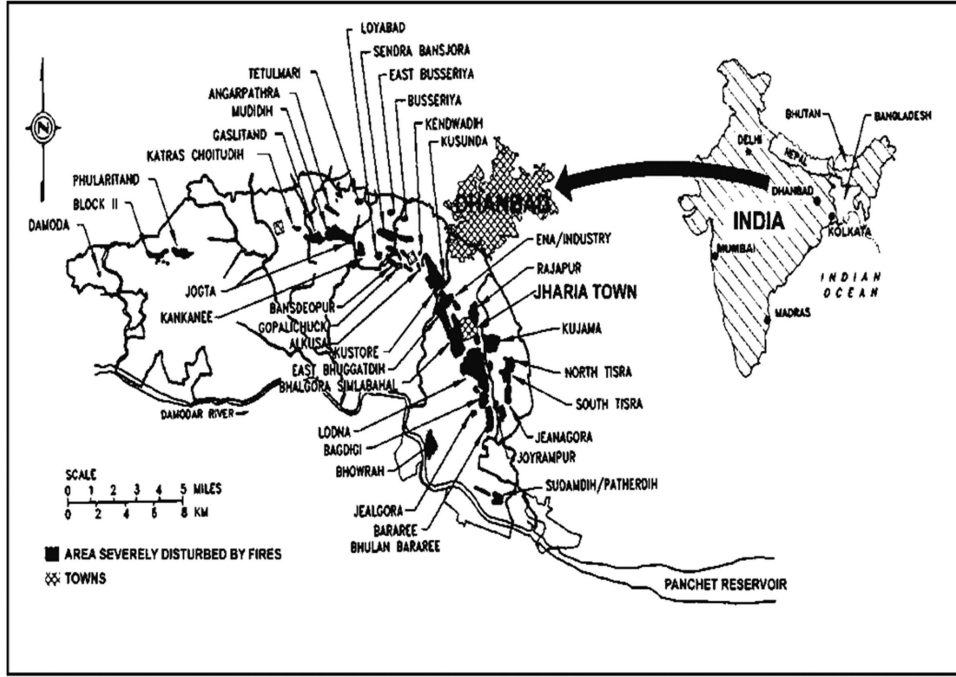 LOYABAD
SENDRA BANSJORA
TETULMARI
EAST BUSSERIYA
ANGARPATHRA
BUSSERIYA
MUDIDIH
KENDWADIH
GASLITAND
KUSUNDA
KATRAS CHOITUDIH
PHULARITAND
BLOCK II
DAMODA
N
DHANBAD
ENA/INDUSTRY
RAJAPUR
JHARIA TOWN
KUJAMA
NORTH TISRA
SOUTH TISRA
JEANAGORA
JOYRAMPUR
SUDAMDIH/PATHERDIH
JOGTA
KANKANEE
BANSDEOPUR
GOPALICHUCK
ALKUSA
KUSTORE
EAST BHUGGATDIH
BHALGORA SIMLABAHAL
DAMODAR RIVER
LODNA
BAGDIGI
BHOWRAH
JEALGORA
BARAREE
BHULAN BARAREE
PANCHET RESERVOIR
SCALE
0 1 2 3 4 5 MILES
0 2 4 6 8 KM
AREA SEVERELY DISTURBED BY FIRES
TOWNS
BHUTAN
BANGLADESH
DELHI
NEPAL
DHANBAD
INDIA
KOLKATA
MUMBAI
INDIAN
OCEAN
MADRAS